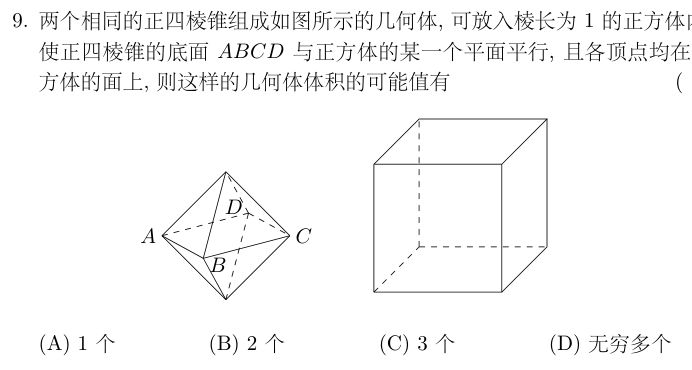 9. 两个相同的正四棱锥组成如图所示的几何体, 可放入棱长为 1 的正方体
使正四棱锥的底面 ABCD 与正方体的某一个平面平行, 且各顶点均在
方体的面上, 则这样的几何体体积的可能值有 (
D
A
C
B
(A) 1 个 (B) 2 个 (C) 3 个 (D) 无穷多个